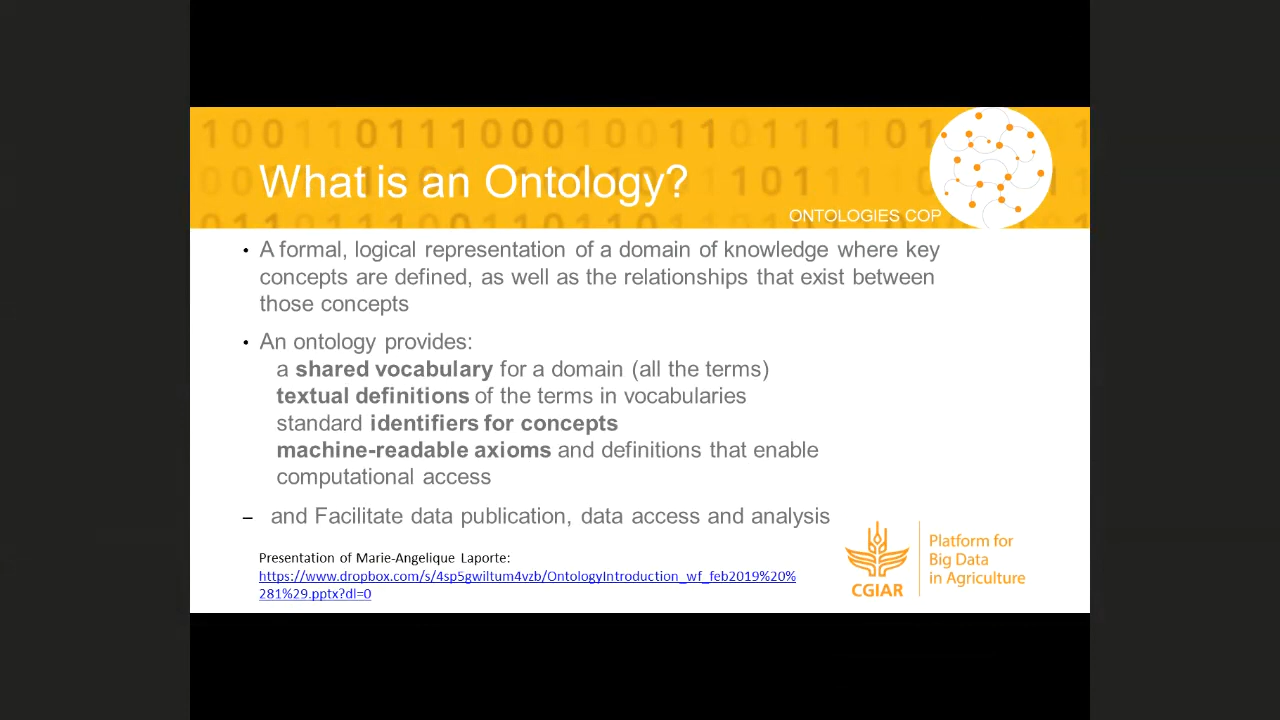 What is an Ontology?
ONTOLOGIES COP
• A formal, logical representation of a domain of knowledge where key
concepts are defined, as well as the relationships that exist between
those concepts
• An ontology provides:
a shared vocabulary for a domain (all the terms)
textual definitions of the terms in vocabularies
standard identifiers for concepts
machine-readable axioms and definitions that enable
computational access
– and Facilitate data publication, data access and analysis
Presentation of Marie-Angelique Laporte:
https://www.dropbox.com/s/4sp5gwiltum4vzb/OntologyIntroduction_wf_feb2019%20%
281%29.pptx?dl=0
CGIAR
Platform for
Big Data
in Agriculture